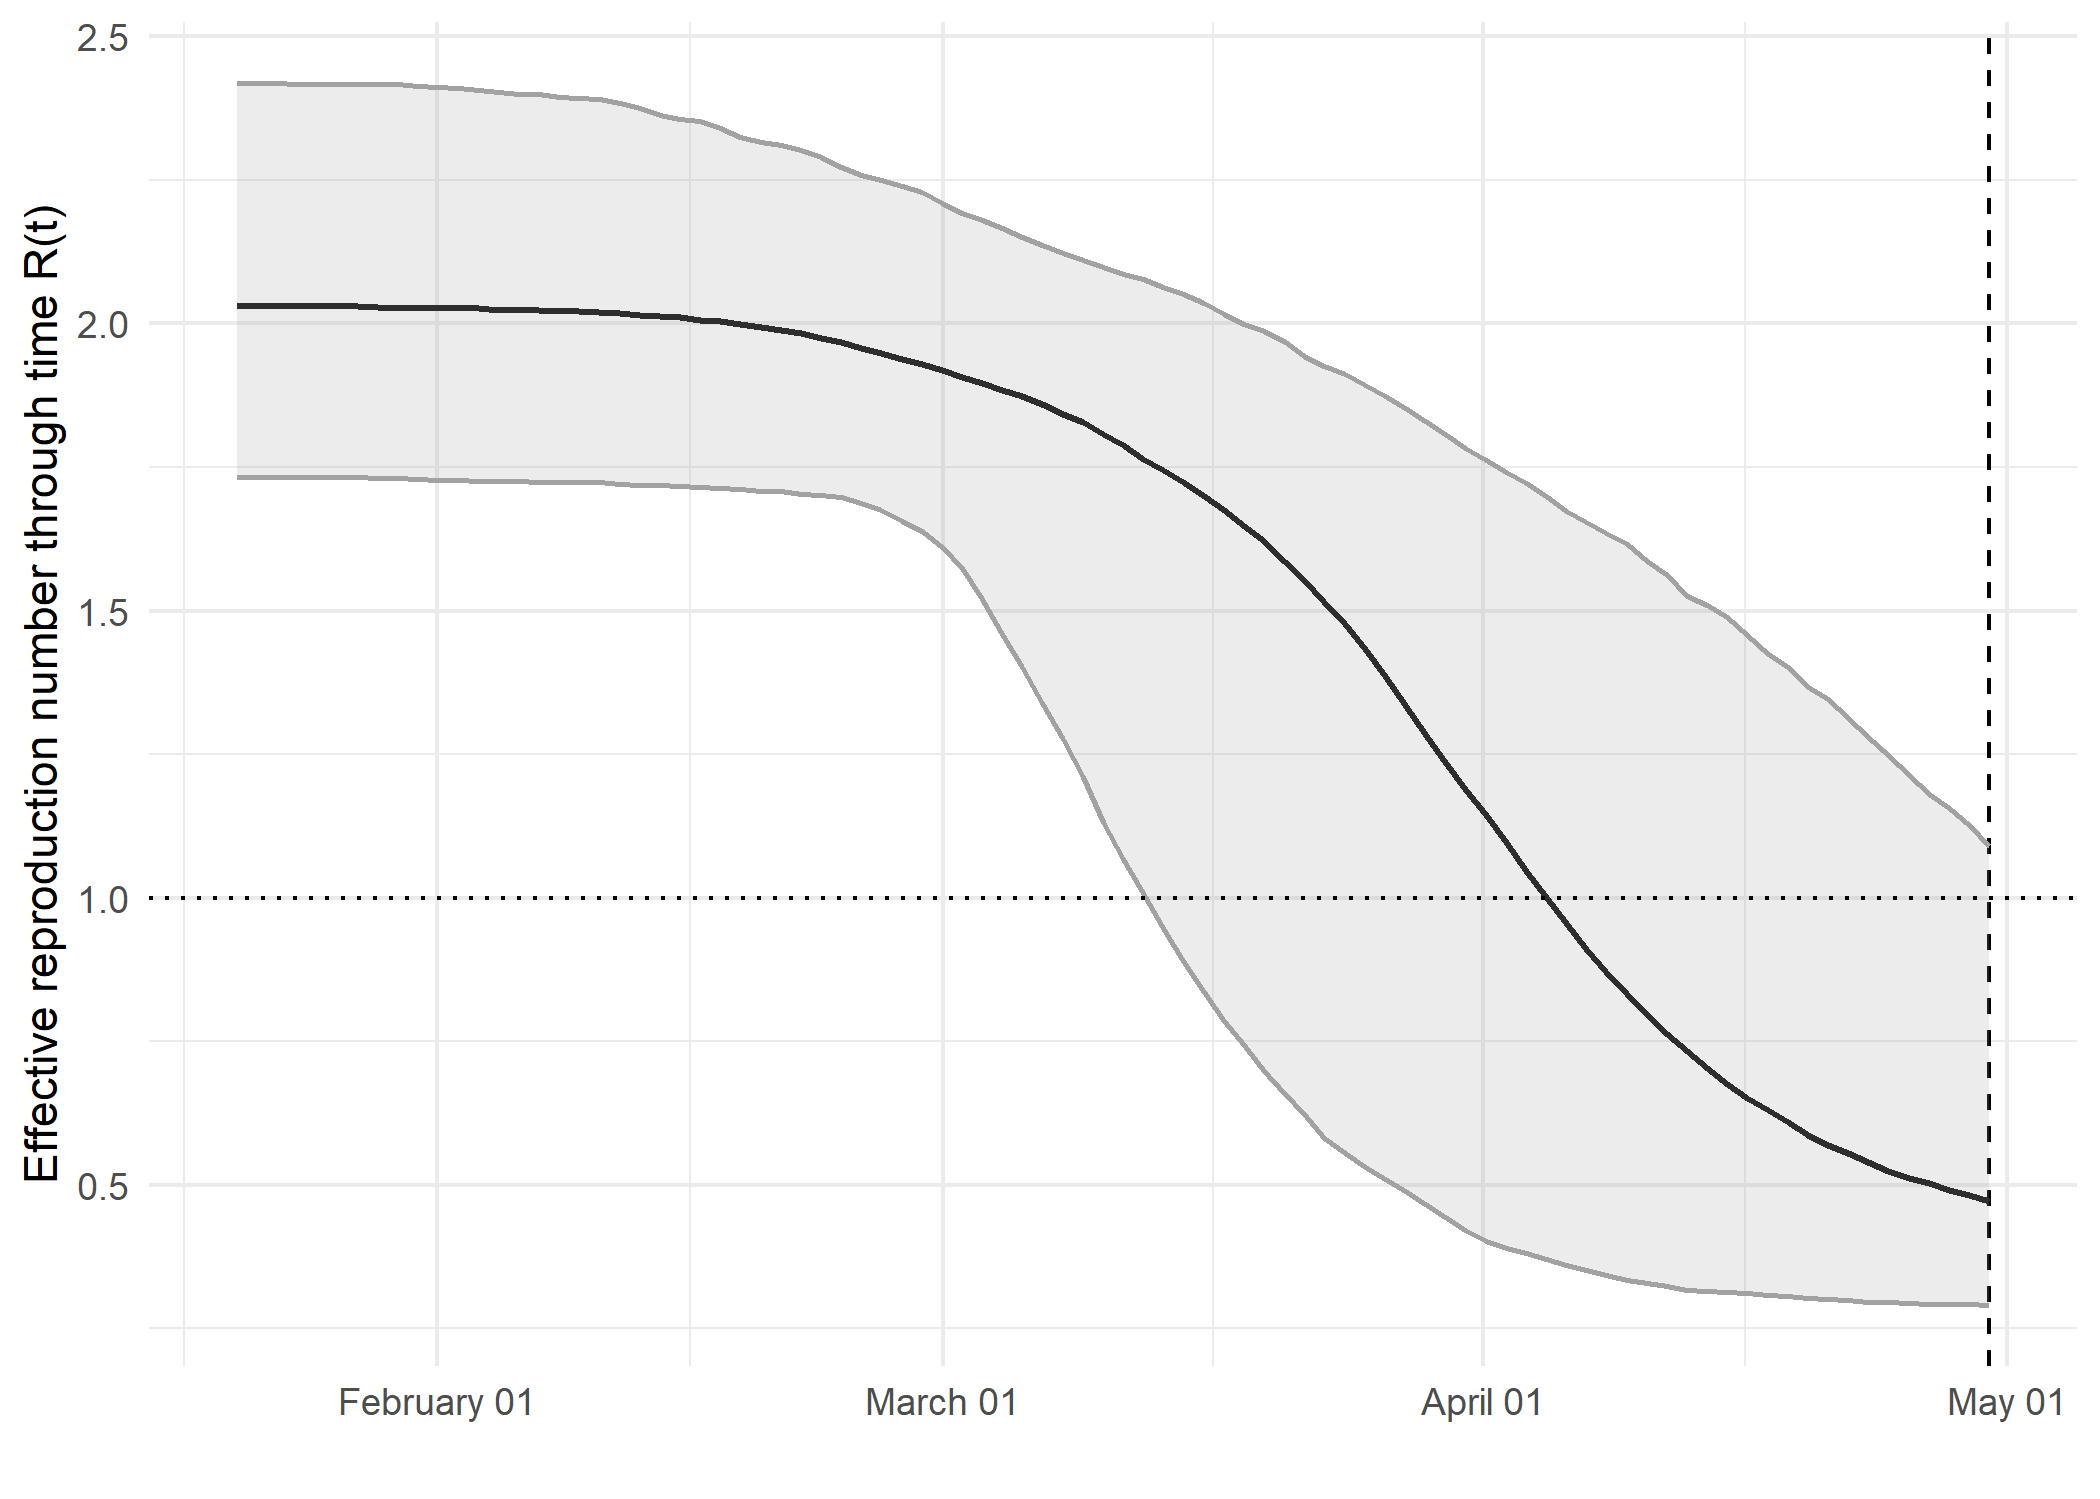 Effective reproduction number through time R(t)
2.5
2.0
1.5
1.0
0.5
February 01
March 01
April 01
May 01